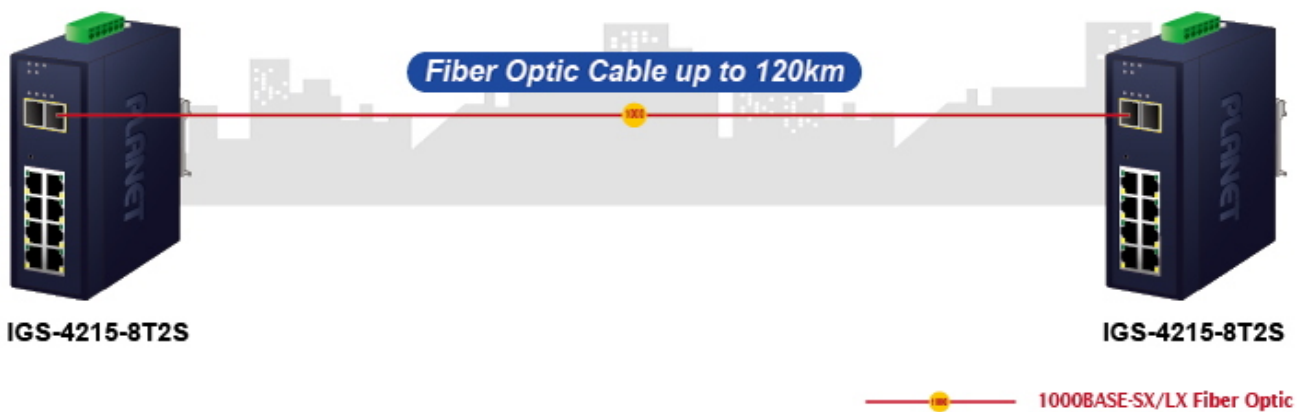 Fiber Optic Cable up to 120km
1000
PLANET
PLANET
IGS-4215-8T2S
IGS-4215-8T2S
1000BASE-SX/LX Fiber Optic